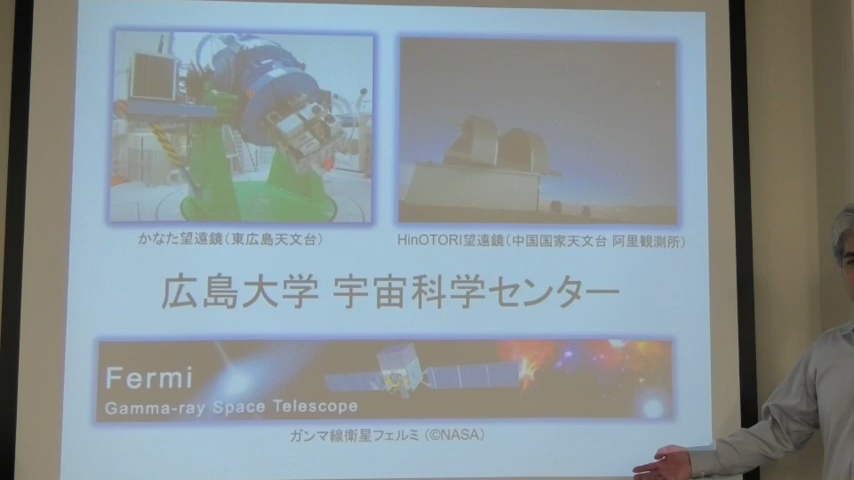 かなた望遠鏡(東広島天文台)
HinOTORI望遠鏡(中国国家天文台 阿里観測所)
広島大学 宇宙科学センター
Fermi
Gamma-ray Space Telescope
ガンマ線衛星フェルミ (©NASA)